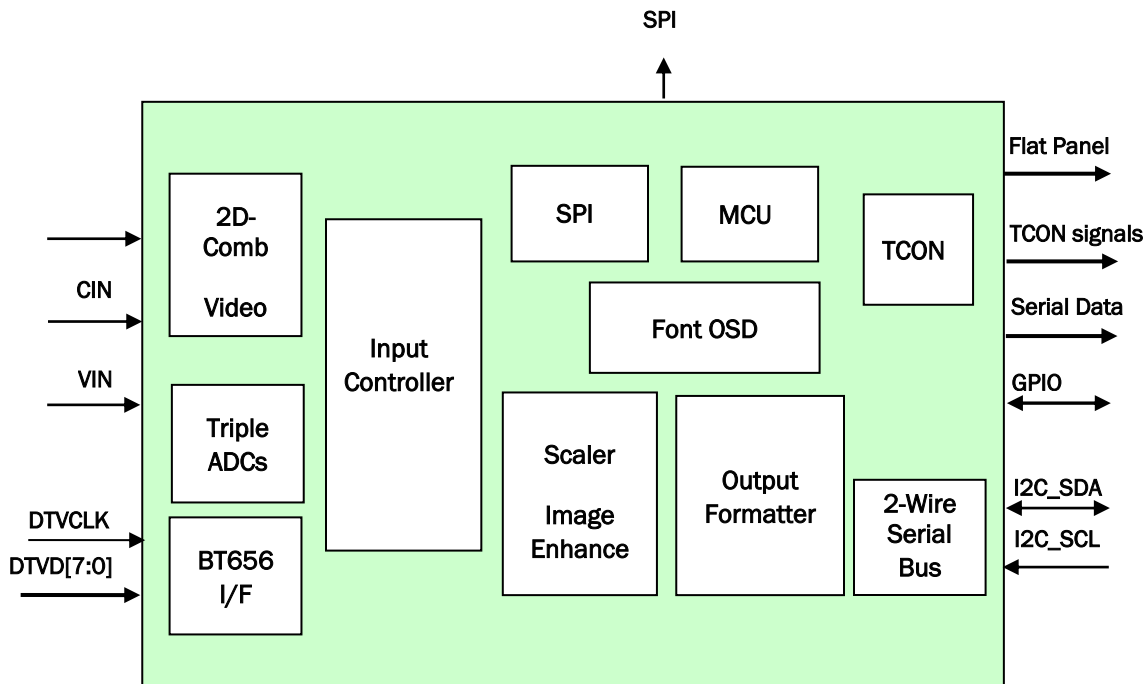 SPI
Flat Panel
TCON signals
Serial Data
GPIO
I2C_SDA
I2C_SCL
CIN
VIN
DTVCLK
DTVD[7:0]
2D-
Comb
Video
Triple
ADCs
BT656
I/F
Input
Controller
SPI
MCU
TCON
Font OSD
Scaler
Image
Enhance
Output
Formatter
2-Wire
Serial
Bus